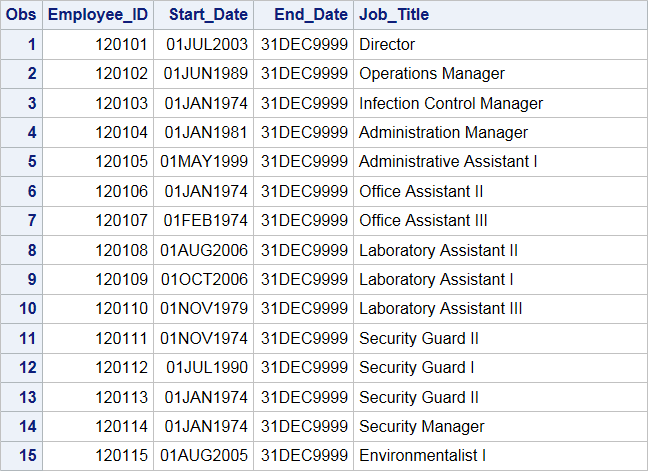 Obs Employee_ID Start_Date End_Date Job_Title
1 120101 01JUL2003 31DEC9999 Director
2 120102 01JUN1989 31DEC9999 Operations Manager
3 120103 01JAN1974 31DEC9999 Infection Control Manager
4 120104 01JAN1981 31DEC9999 Administration Manager
5 120105 01MAY1999 31DEC9999 Administrative Assistant I
6 120106 01JAN1974 31DEC9999 Office Assistant II
7 120107 01FEB1974 31DEC9999 Office Assistant III
8 120108 01AUG2006 31DEC9999 Laboratory Assistant II
9 120109 01OCT2006 31DEC9999 Laboratory Assistant I
10 120110 01NOV1979 31DEC9999 Laboratory Assistant III
11 120111 01NOV1974 31DEC9999 Security Guard II
12 120112 01JUL1990 31DEC9999 Security Guard I
13 120113 01JAN1974 31DEC9999 Security Guard II
14 120114 01JAN1974 31DEC9999 Security Manager
15 120115 01AUG2005 31DEC9999 Environmentalist I